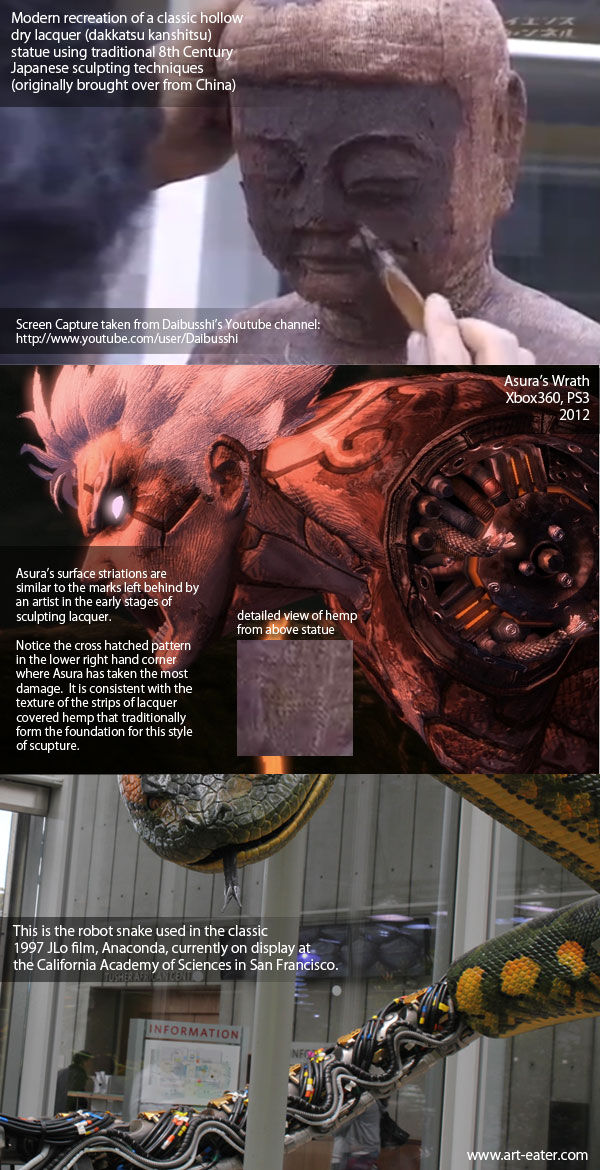 Modern recreation of a classic hollow
dry lacquer (dakkatsu kanshitsu)
statue using traditional 8th Century
Japanese sculpting techniques
(originally brought over from China)
イエンス
ンネル
Screen Capture taken from Daibusshi's Youtube channel:
http://www.youtube.com/user/Daibusshi
Asura's Wrath
Xbox360, PS3
2012
Asura's surface striations are
similar to the marks left behind by
an artist in the early stages of
sculpting lacquer.
Notice the cross hatched pattern
in the lower right hand corner
where Asura has taken the most
damage. It is consistent with the
texture of the strips of lacquer
covered hemp that traditionally
form the foundation for this style
of scupture.
detailed view of hemp
from above statue
This is the robot snake used in the classic
1997 JLo film, Anaconda, currently on display at
the California Academy of Sciences in San Francisco.
INFORMATION
www.art-eater.com